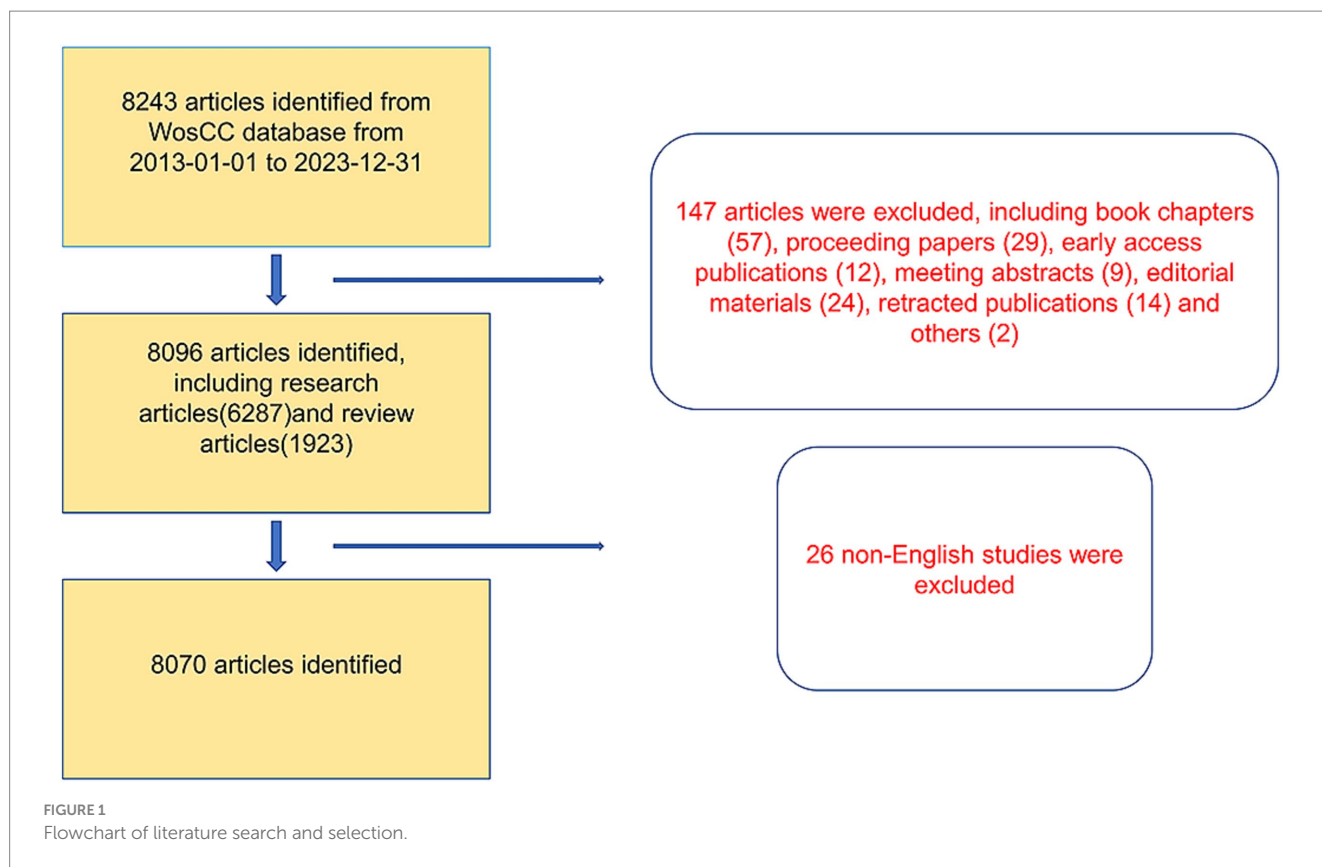 8243 articles identified from
WosCC database from
2013-01-01 to 2023-12-31
147 articles were excluded, including book chapters
(57), proceeding papers (29), early access
publications (12), meeting abstracts (9), editorial
materials (24), retracted publications (14) and
others (2)
8096 articles identified,
including research
articles(6287)and review
articles(1923)
26 non-English studies were
excluded
8070 articles identified
FIGURE 1
Flowchart of literature search and selection.